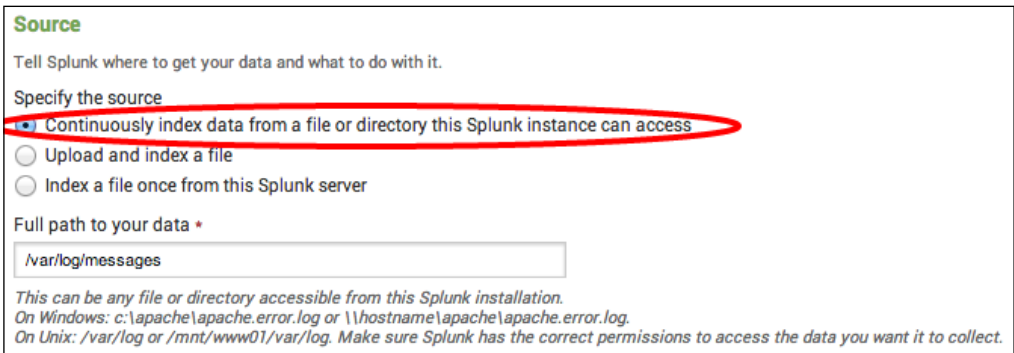 Source
Tell Splunk where to get your data and what to do with it.
Specify the source
Continuously index data from a file or directory this Splunk instance can access
Upload and index a file
Index a file once from this Splunk server
Full path to your data *
/var/log/messages
This can be any file or directory accessible from this Splunk installation.
On Windows: c:\apache\apache.error.log or \\hostname\apache\apache.error.log.
On Unix: /var/log or /mnt/www01/var/log. Make sure Splunk has the correct permissions to access the data you want it to collect.